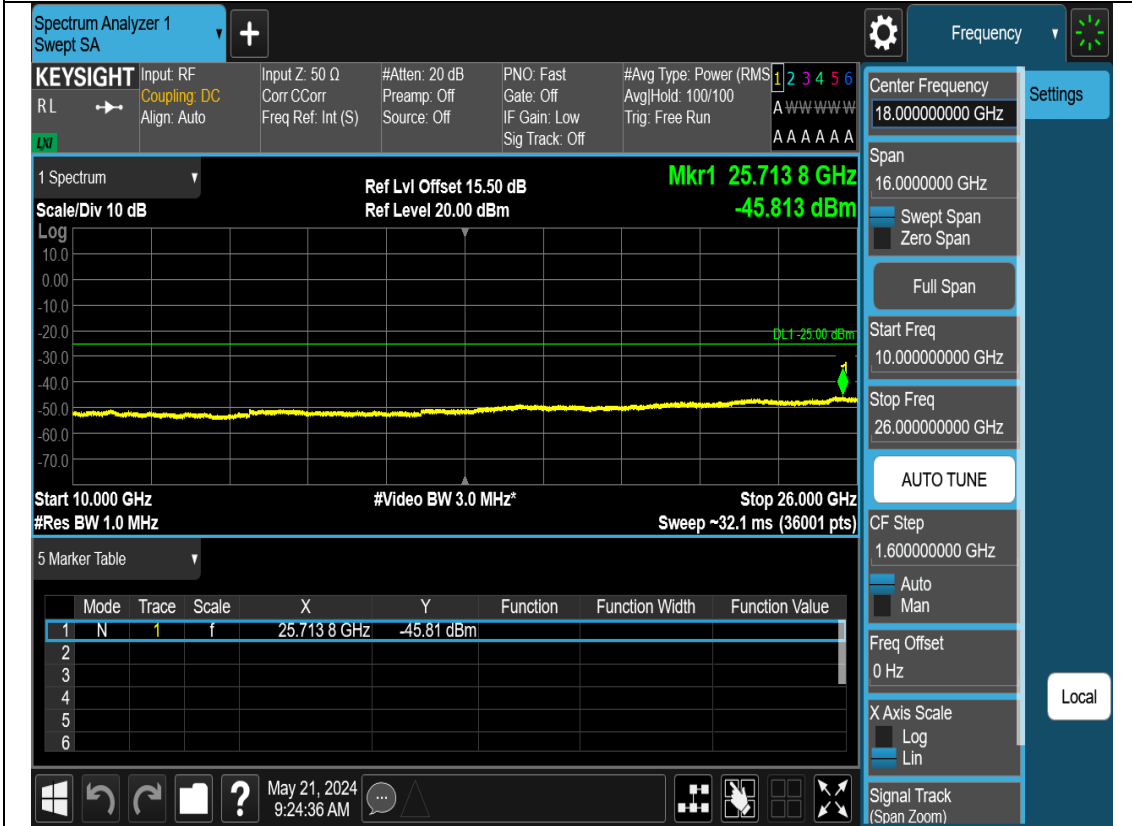 Spectrum Analyzer 1
Swept SA
+
Frequency
KEYSIGHT
RL
LXI
Input: RF
Coupling: DC
Align: Auto
Input Z: 50 Ω
Corr CCorr
Freq Ref: Int (S)
#Atten: 20 dB
Preamp: Off
Source: Off
PNO: Fast
Gate: Off
IF Gain: Low
Sig Track: Off
#Avg Type: Power (RMS
Avg|Hold: 100/100
Trig: Free Run
1 2 3 4 5 6
A W W W W W
A A A A A A
1 Spectrum
Scale/Div 10 dB
Ref Lvl Offset 15.50 dB
Ref Level 20.00 dBm
Mkr1 25.713 8 GHz
-45.813 dBm
Log
10.0
0.00
-10.0
-20.0
-30.0
-40.0
-50.0
-60.0
-70.0
DL1 -25.00 dBm
1
Start 10.000 GHz
#Video BW 3.0 MHz*
Stop 26.000 GHz
#Res BW 1.0 MHz
Sweep ~32.1 ms (36001 pts)
5 Marker Table
Mode Trace Scale X Y Function Function Width Function Value
1 N 1 f 25.713 8 GHz -45.81 dBm
2
3
4
5
6
?
May 21, 2024
9:24:36 AM
Center Frequency
18.000000000 GHz
Settings
Span
16.0000000 GHz
Swept Span
Zero Span
Full Span
Start Freq
10.000000000 GHz
Stop Freq
26.000000000 GHz
AUTO TUNE
CF Step
1.600000000 GHz
Auto
Man
Freq Offset
0 Hz
Local
X Axis Scale
Log
Lin
Signal Track
(Span Zoom)